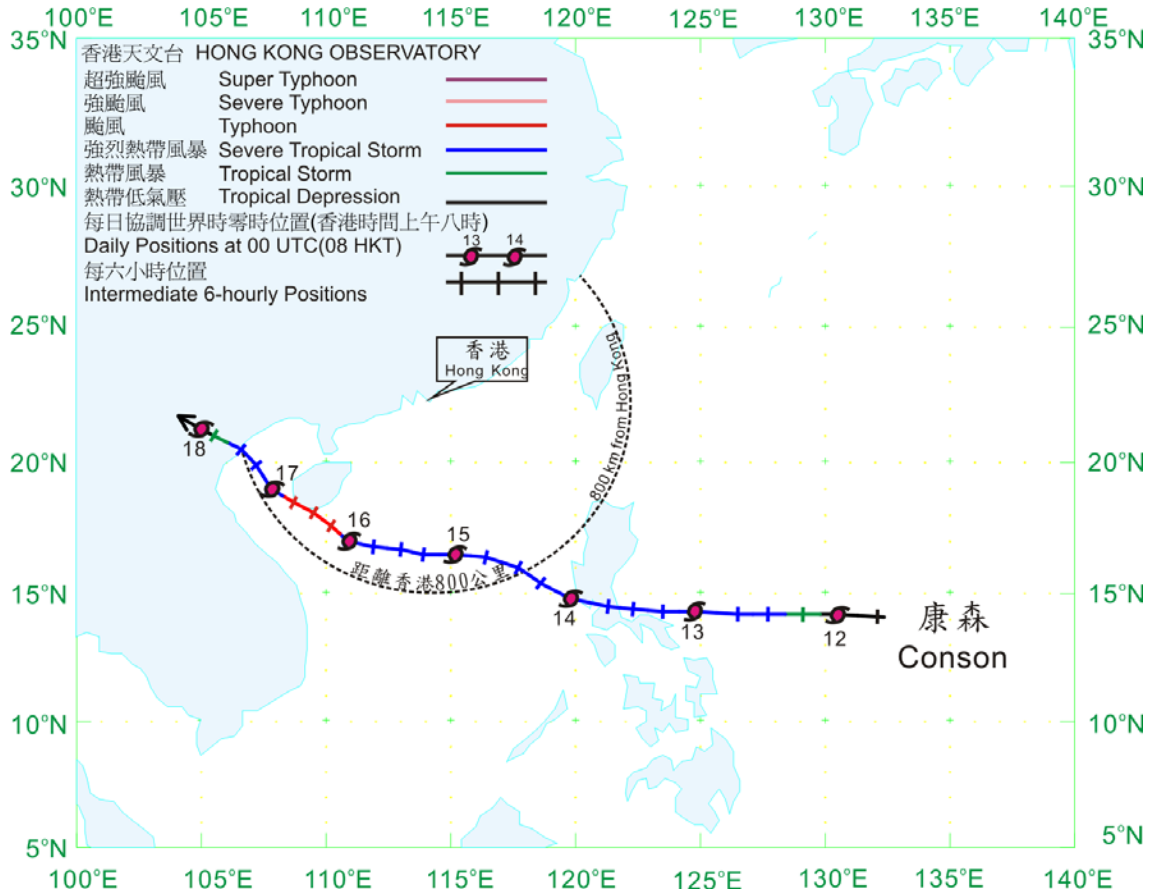 100°E 105°E 110°E 115°E 120°E 125°E 130°E 135°E 140°E
35°N 35°N
香港天文台 HONG KONG OBSERVATORY
超強颱風 Super Typhoon
強颱風 Severe Typhoon
颱風 Typhoon
強烈熱帶風暴 Severe Tropical Storm
熱帶風暴 Tropical Storm
熱帶低氣壓 Tropical Depression
30°N 30°N
每日協調世界時零時位置(香港時間上午八時)
Daily Positions at 00 UTC(08 HKT) 13 14
每六小時位置
Intermediate 6-hourly Positions
25°N 25°N
香港
Hong Kong
800 km from Hong Kong
20°N 20°N
18
17
16
15
距離香港800公里
15°N 15°N
14
13
12
康森
Conson
10°N 10°N
5°N 5°N
100°E 105°E 110°E 115°E 120°E 125°E 130°E 135°E 140°E